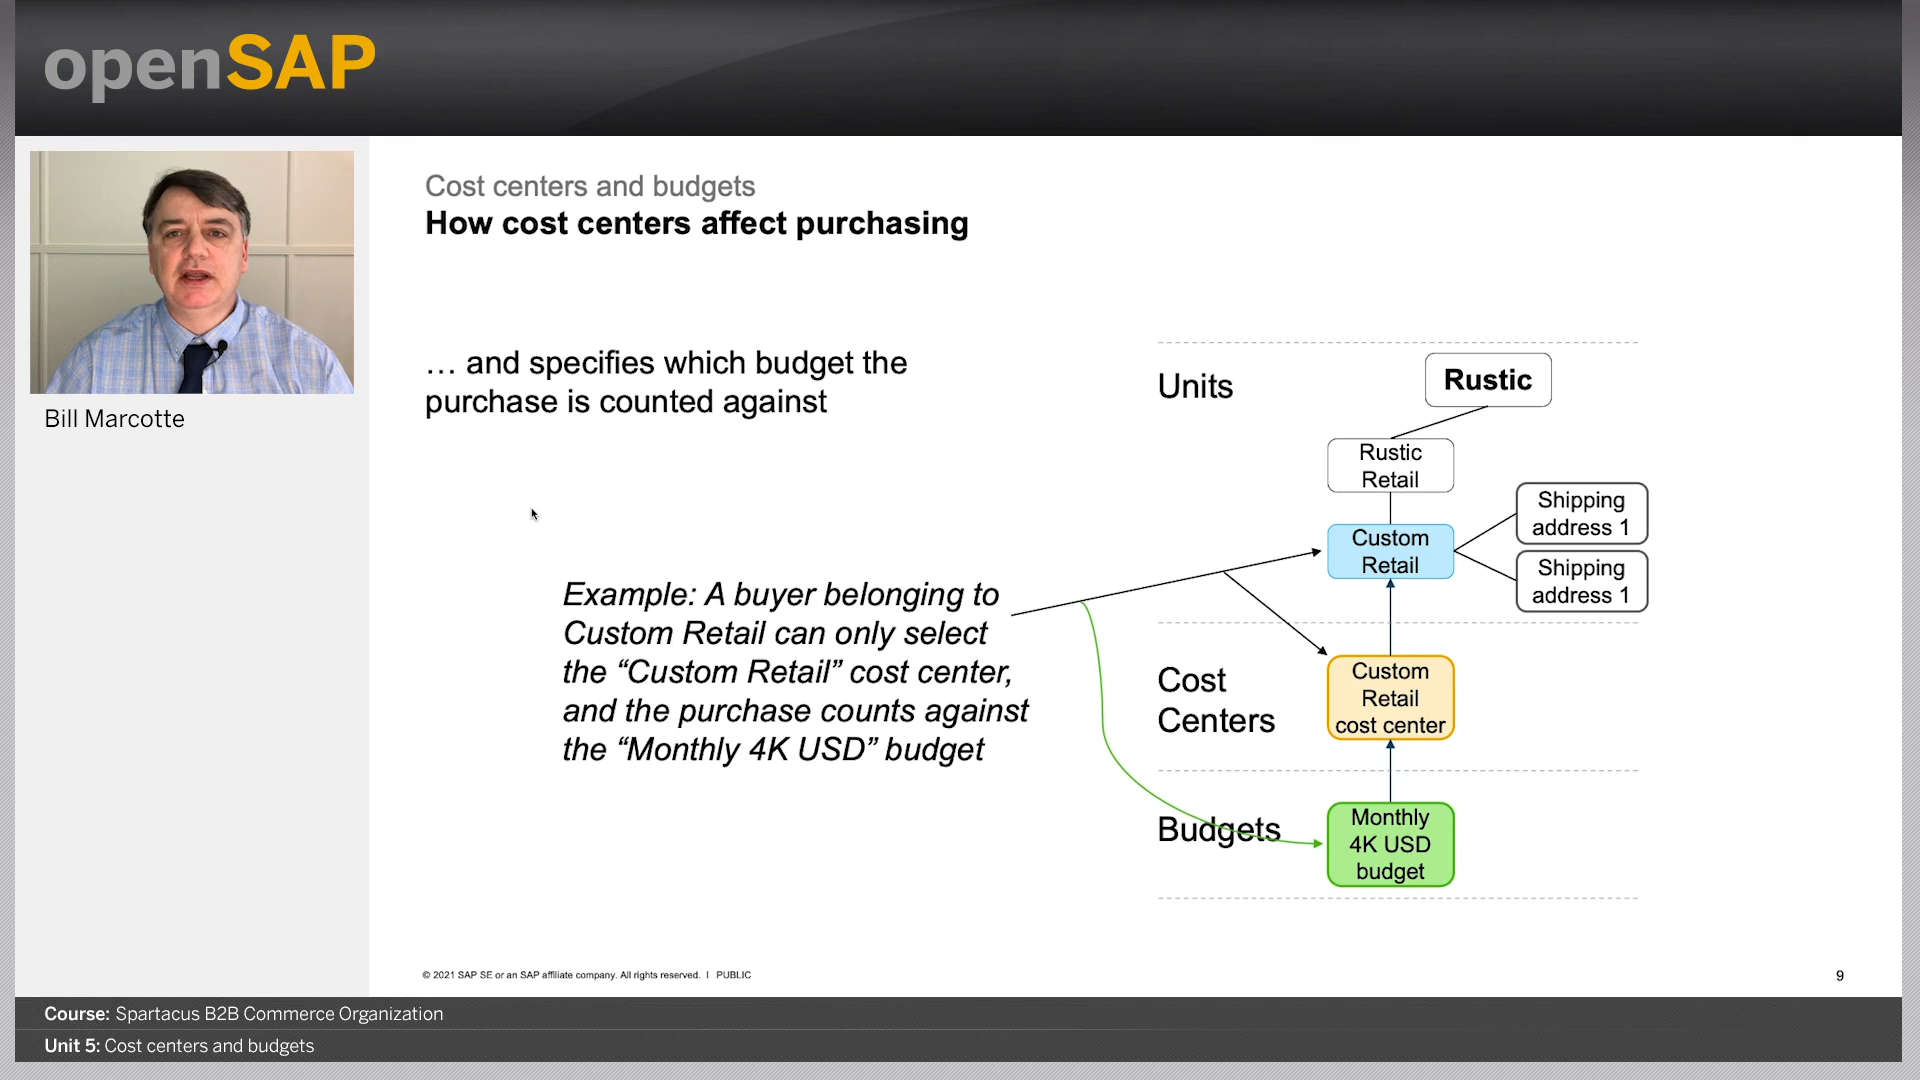 openSAP
Bill Marcotte
Cost centers and budgets
How cost centers affect purchasing
… and specifies which budget the
purchase is counted against
Example: A buyer belonging to
Custom Retail can only select
the “Custom Retail” cost center,
and the purchase counts against
the “Monthly 4K USD” budget
Units
Rustic
Rustic
Retail
Custom
Retail
Shipping
address 1
Shipping
address 1
Cost
Centers
Custom
Retail
cost center
Budgets
Monthly
4K USD
budget
© 2021 SAP SE or an SAP affiliate company. All rights reserved. ǀ PUBLIC
9
Course: Spartacus B2B Commerce Organization
Unit 5: Cost centers and budgets